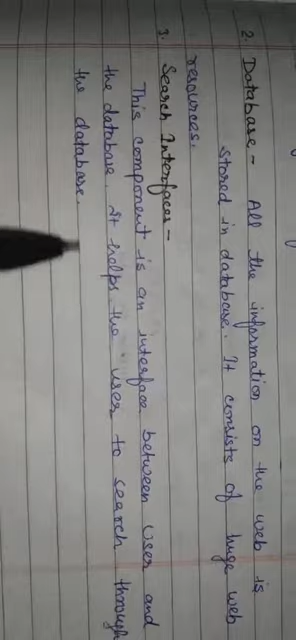 2. Database - All the information on the web is
stored in database. It consists of huge web
resources.
3. Search Interfaces -
This component is an interface between user and
the database. It helps the user to search through
the database.